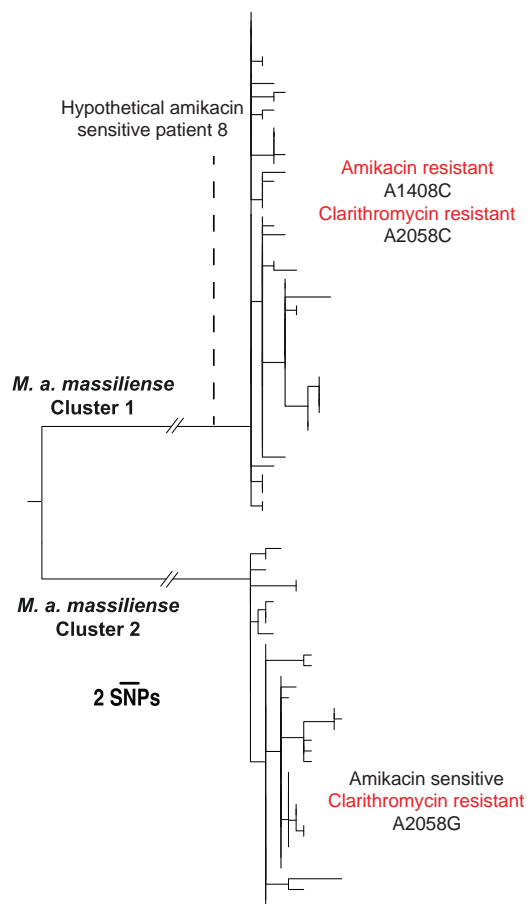 Hypothetical amikacin
sensitive patient 8
Amikacin resistant
A1408C
Clarithromycin resistant
A2058C
M. a. massiliense
Cluster 1
M. a. massiliense
Cluster 2
2 SNPs
Amikacin sensitive
Clarithromycin resistant
A2058G